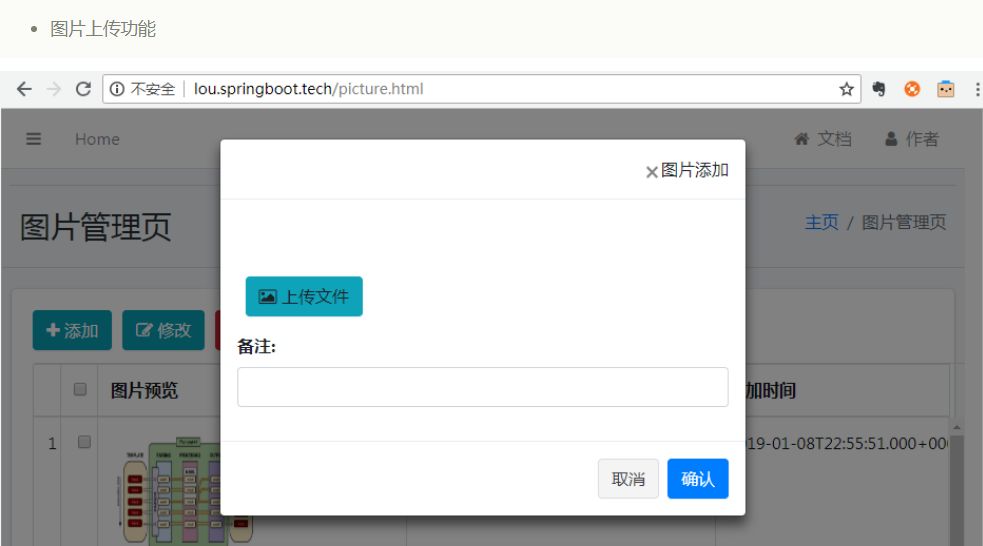 图片上传功能
不安全 | lou.springboot.tech/picture.html
Home 文档 作者
×图片添加
图片管理页 主页 / 图片管理页
上传文件
添加 修改
备注:
图片预览 加时间
1 19-01-08T22:55:51.000+00
取消 确认